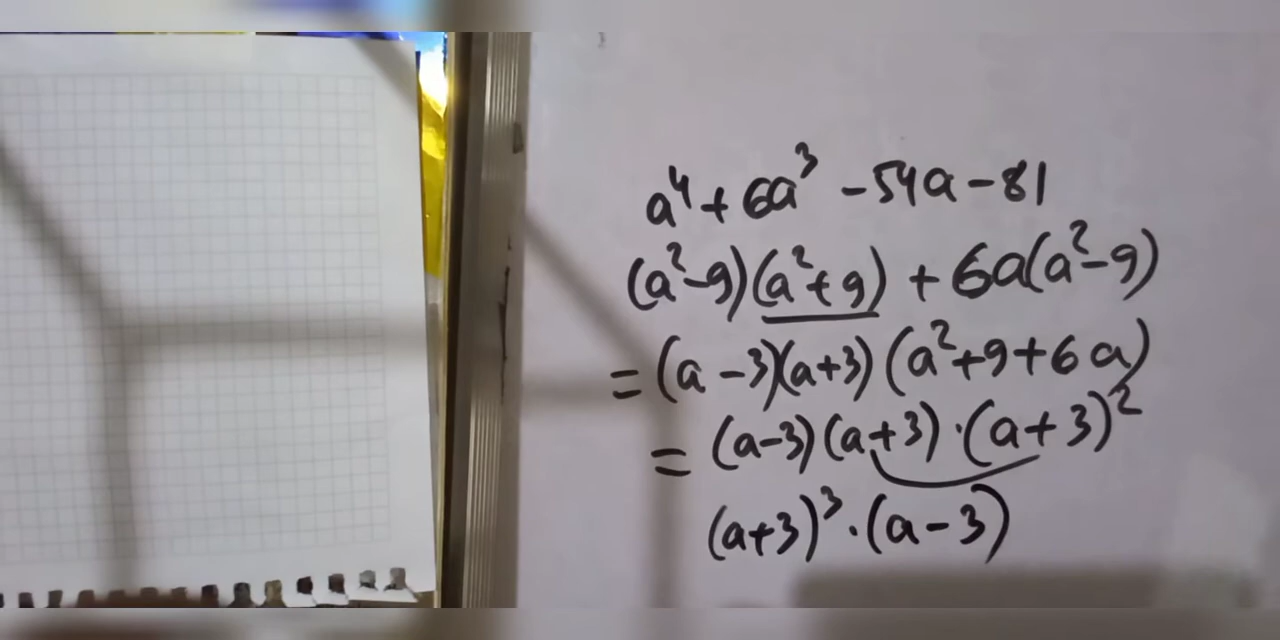 a⁴ + 6a³ - 54a - 81
(a² - 9)(a² + 9) + 6a(a² - 9)
= (a - 3)(a + 3)(a² + 9 + 6a)
= (a - 3)(a + 3) · (a + 3)²
(a + 3)³ · (a - 3)